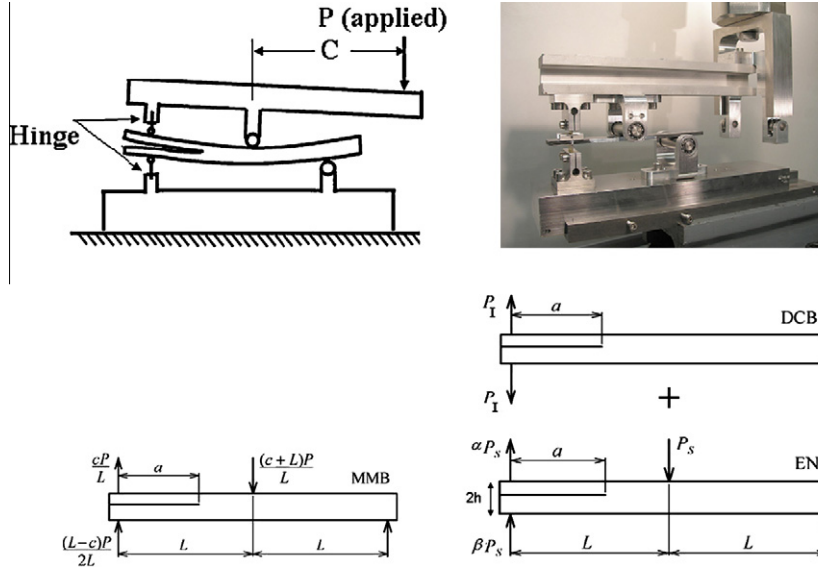 P (applied)
C
Hinge
P_I
a
DCB
P_I
+
cP/L
a
(c+L)P/L
MMB
(L-c)P/2L
L
L
αP_S
a
P_S
EN
2h
βP_S
L
L